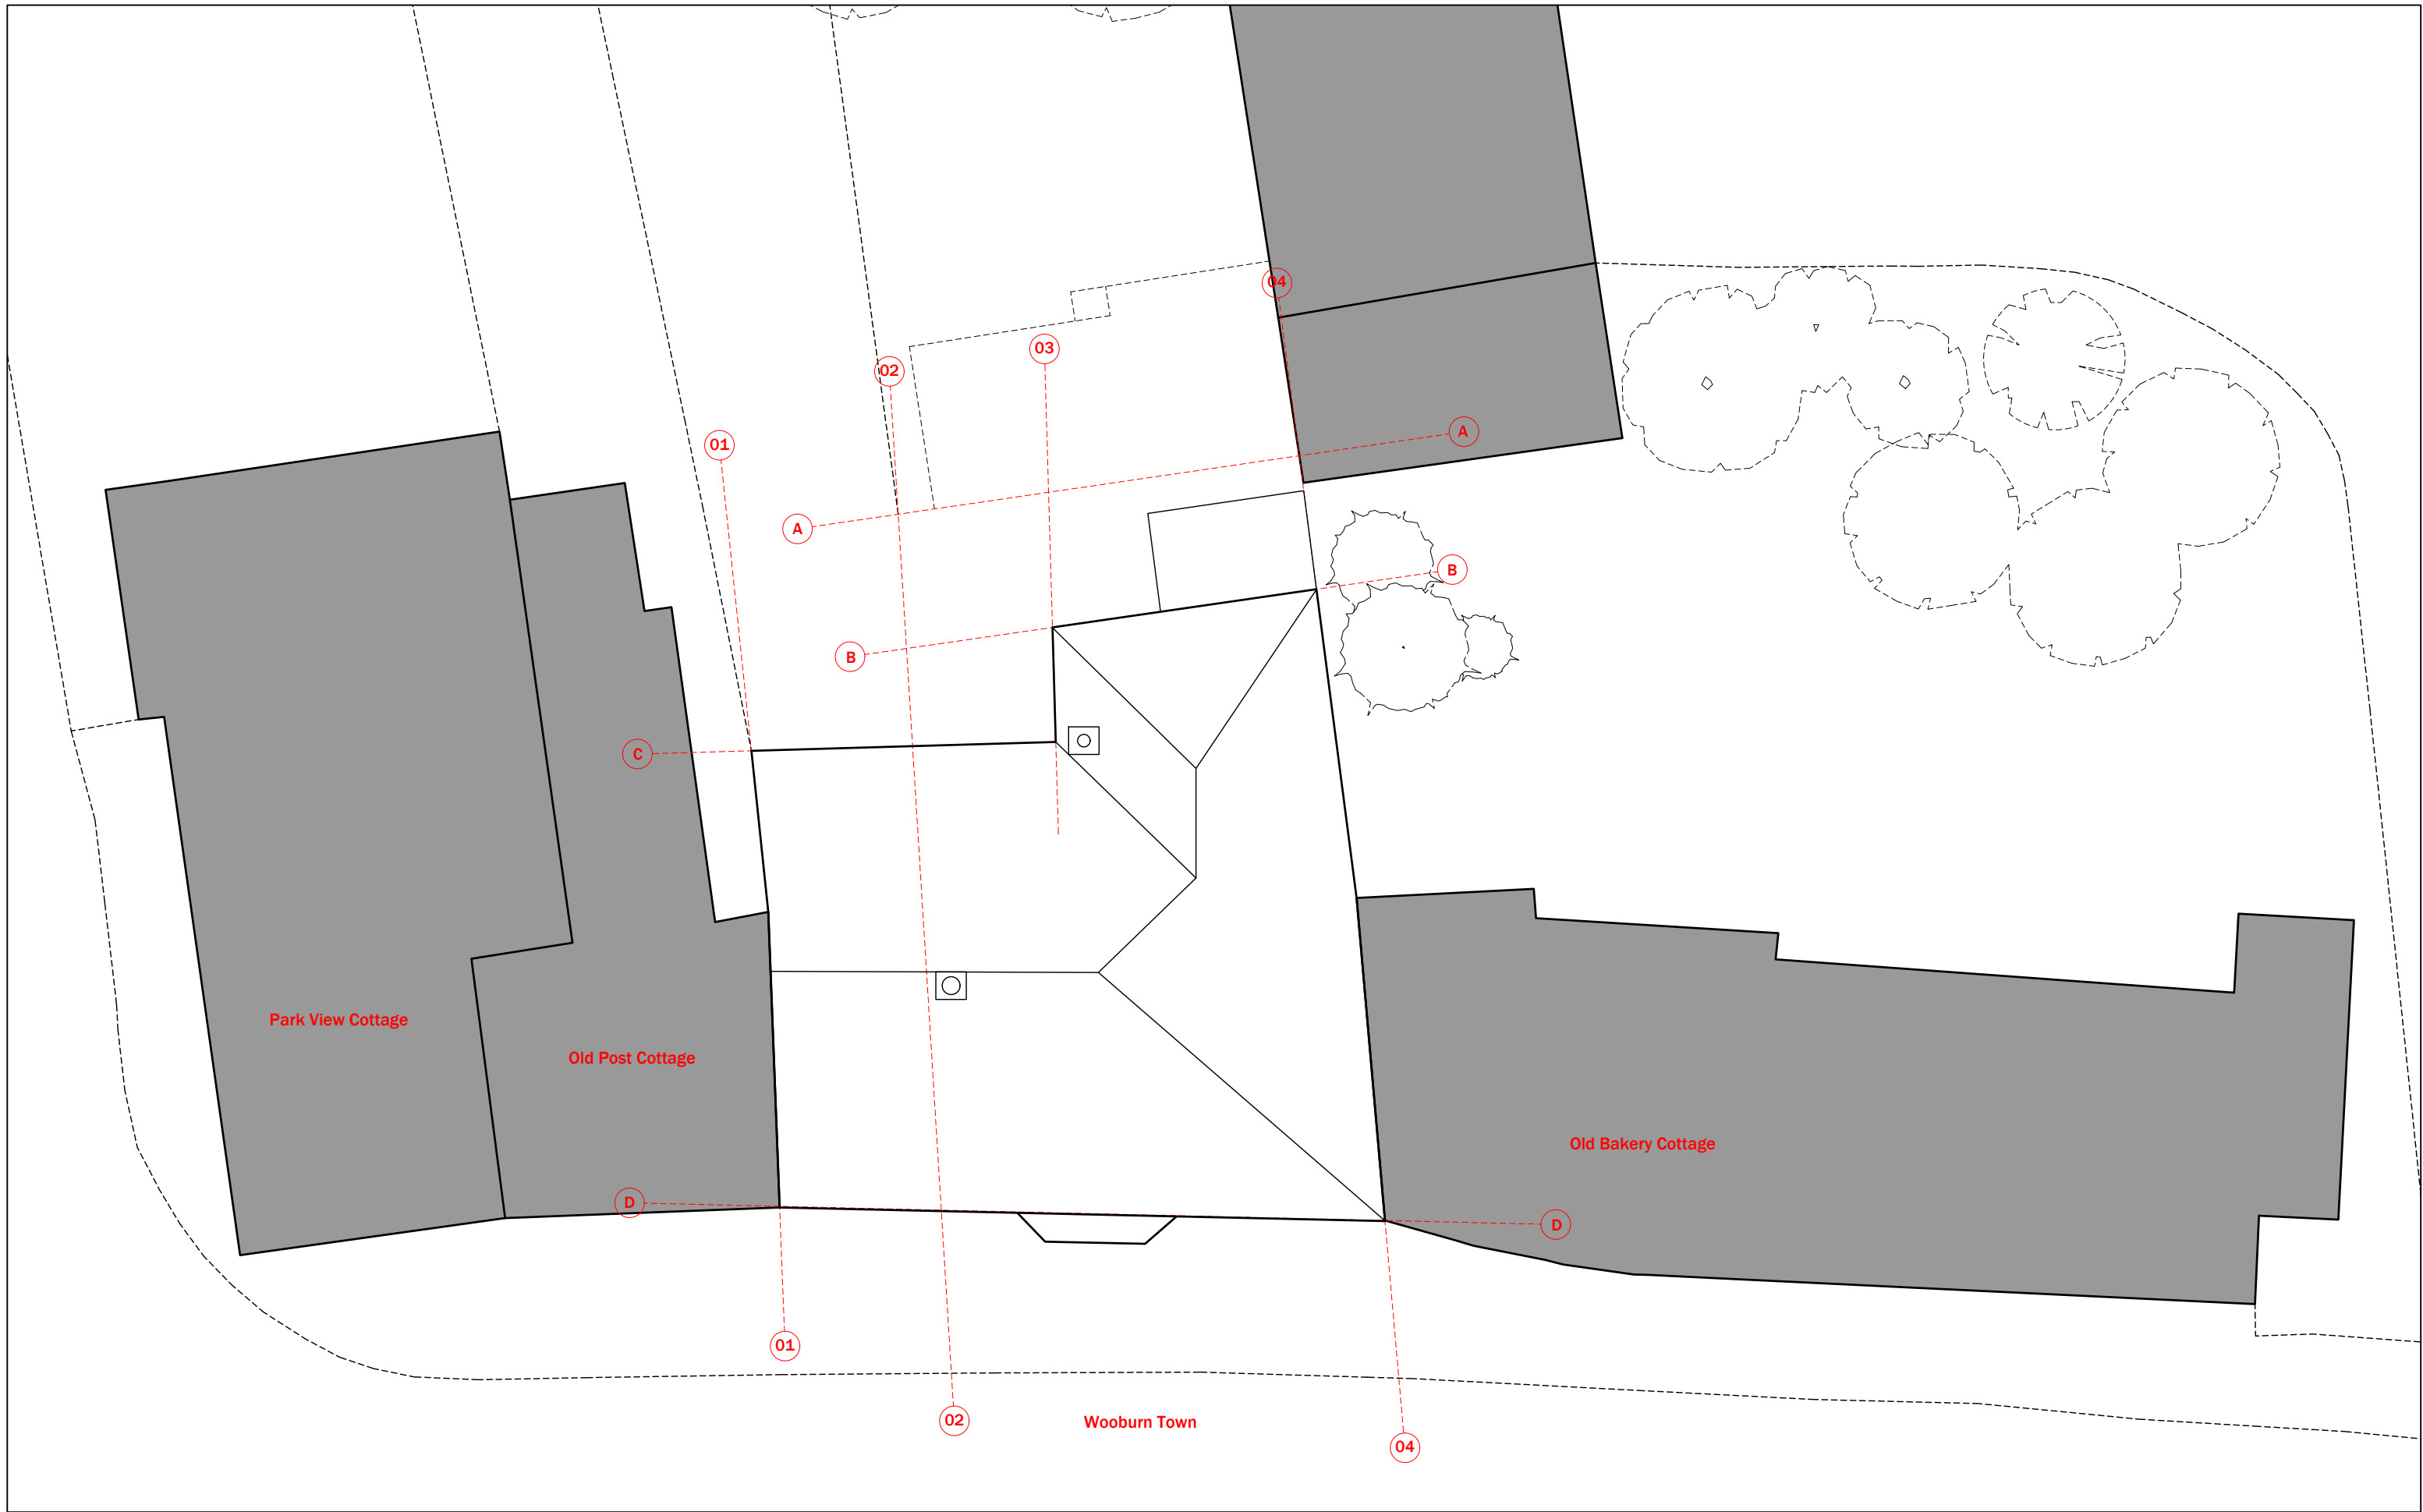 04
03
02
A
01
A
B
B
C
Park View Cottage
Old Post Cottage
Old Bakery Cottage
D
D
01
02
Wooburn Town
04